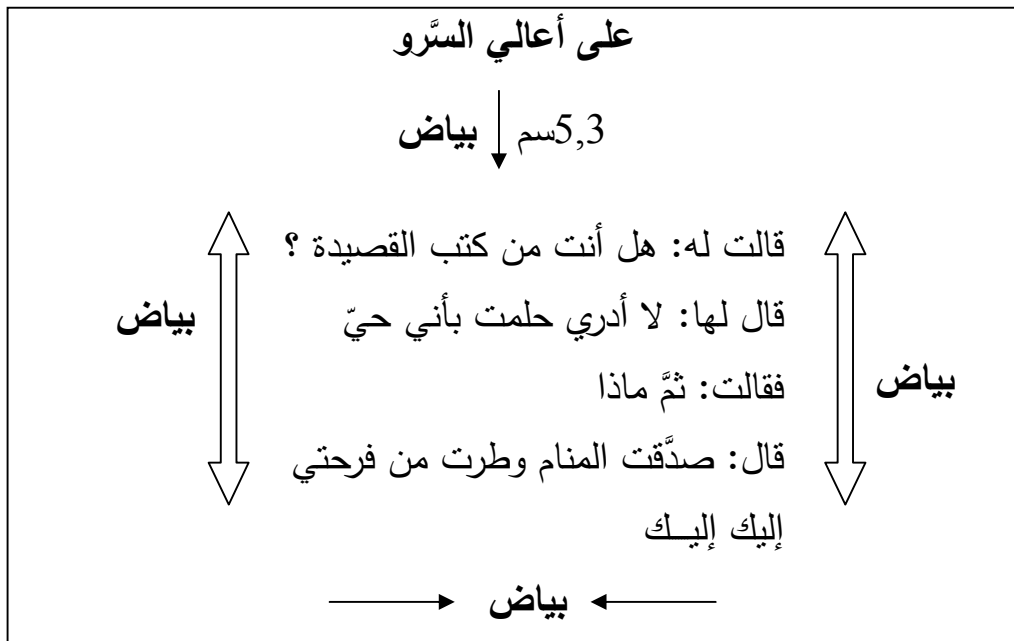 على أعالي السَّرو
5,3سم بياض
قالت له: هل أنت من كتب القصيدة ؟
قال لها: لا أدري حلمت بأني حيّ
بياض
بياض
فقالت: ثمَّ ماذا
قال: صدَّقت المنام وطرت من فرحتي
إليك إليــك
بياض